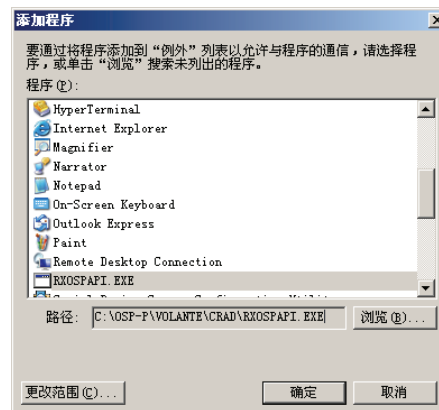 添加程序
要通过将程序添加到“例外”列表以允许与程序的通信，请选择程
序，或单击“浏览”搜索未列出的程序。
程序(P):
HyperTerminal
Internet Explorer
Magnifier
Narrator
Notepad
On-Screen Keyboard
Outlook Express
Paint
Remote Desktop Connection
RXOSPAPI.EXE
路径: C:\OSP-P\VOLANTE\CRAD\RXOSPAPI.EXE 浏览(B)...
更改范围(C)... 确定 取消